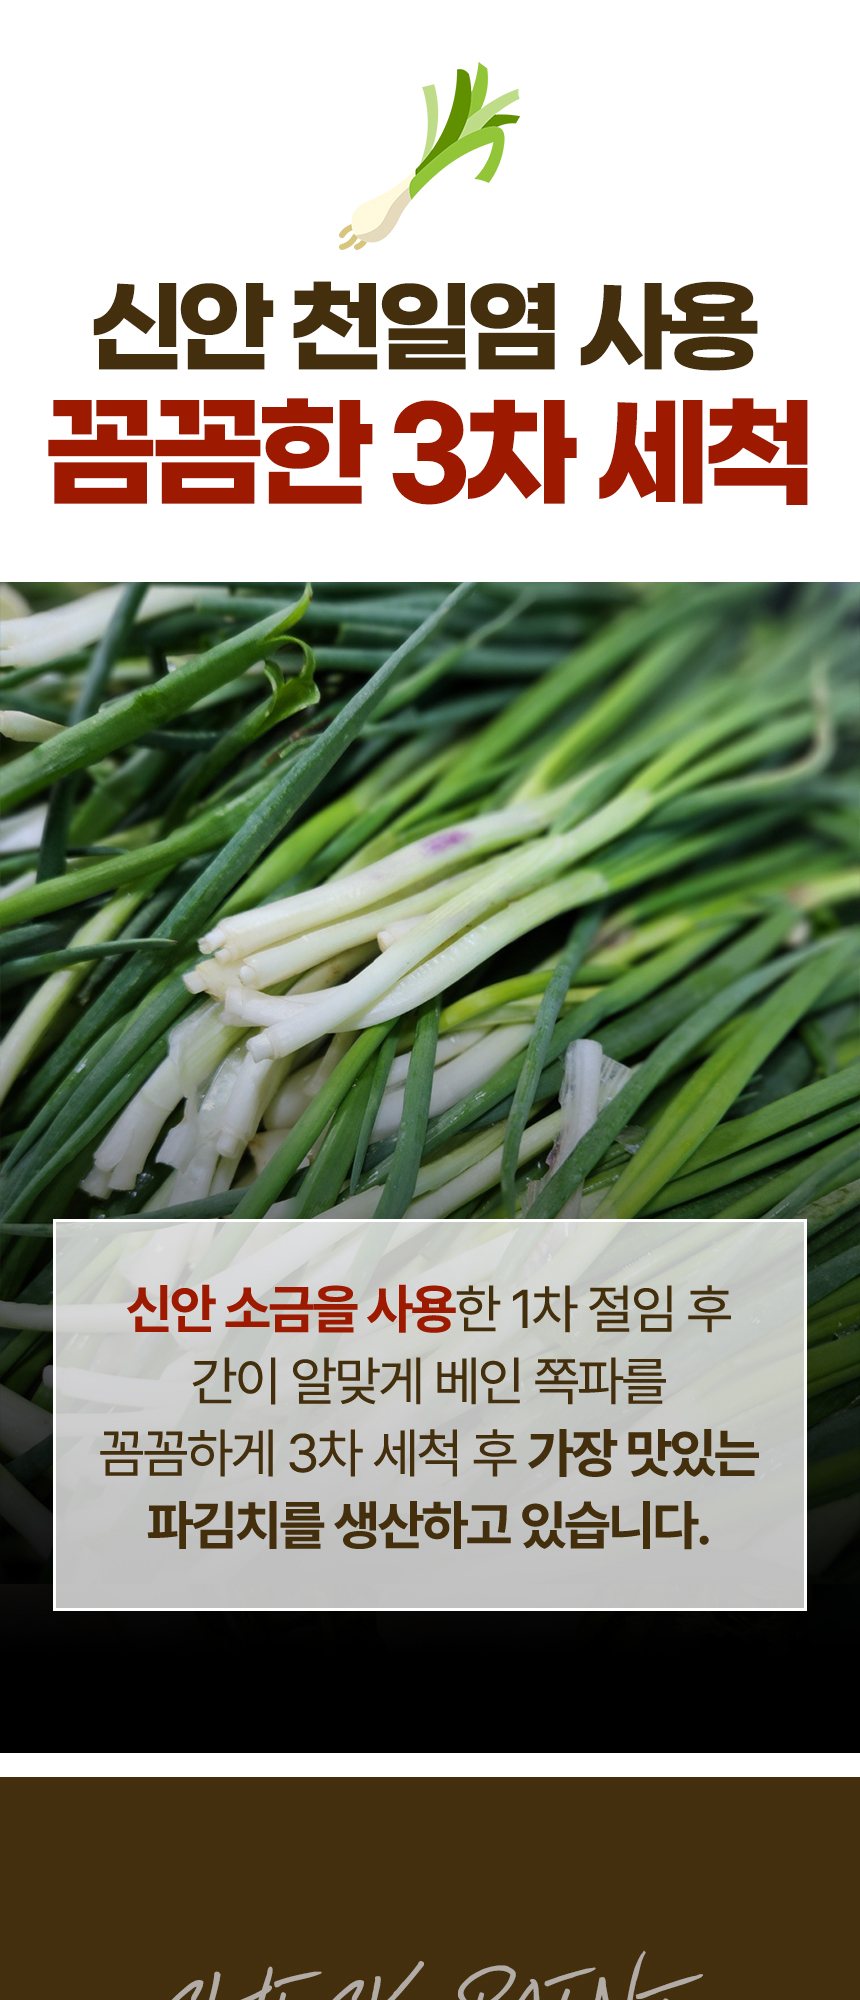 신안 천일염 사용
꼼꼼한 3차 세척
신안 소금을 사용한 1차 절임 후
간이 알맞게 베인 쪽파를
꼼꼼하게 3차 세척 후 가장 맛있는
파김치를 생산하고 있습니다.
CHECK POINT